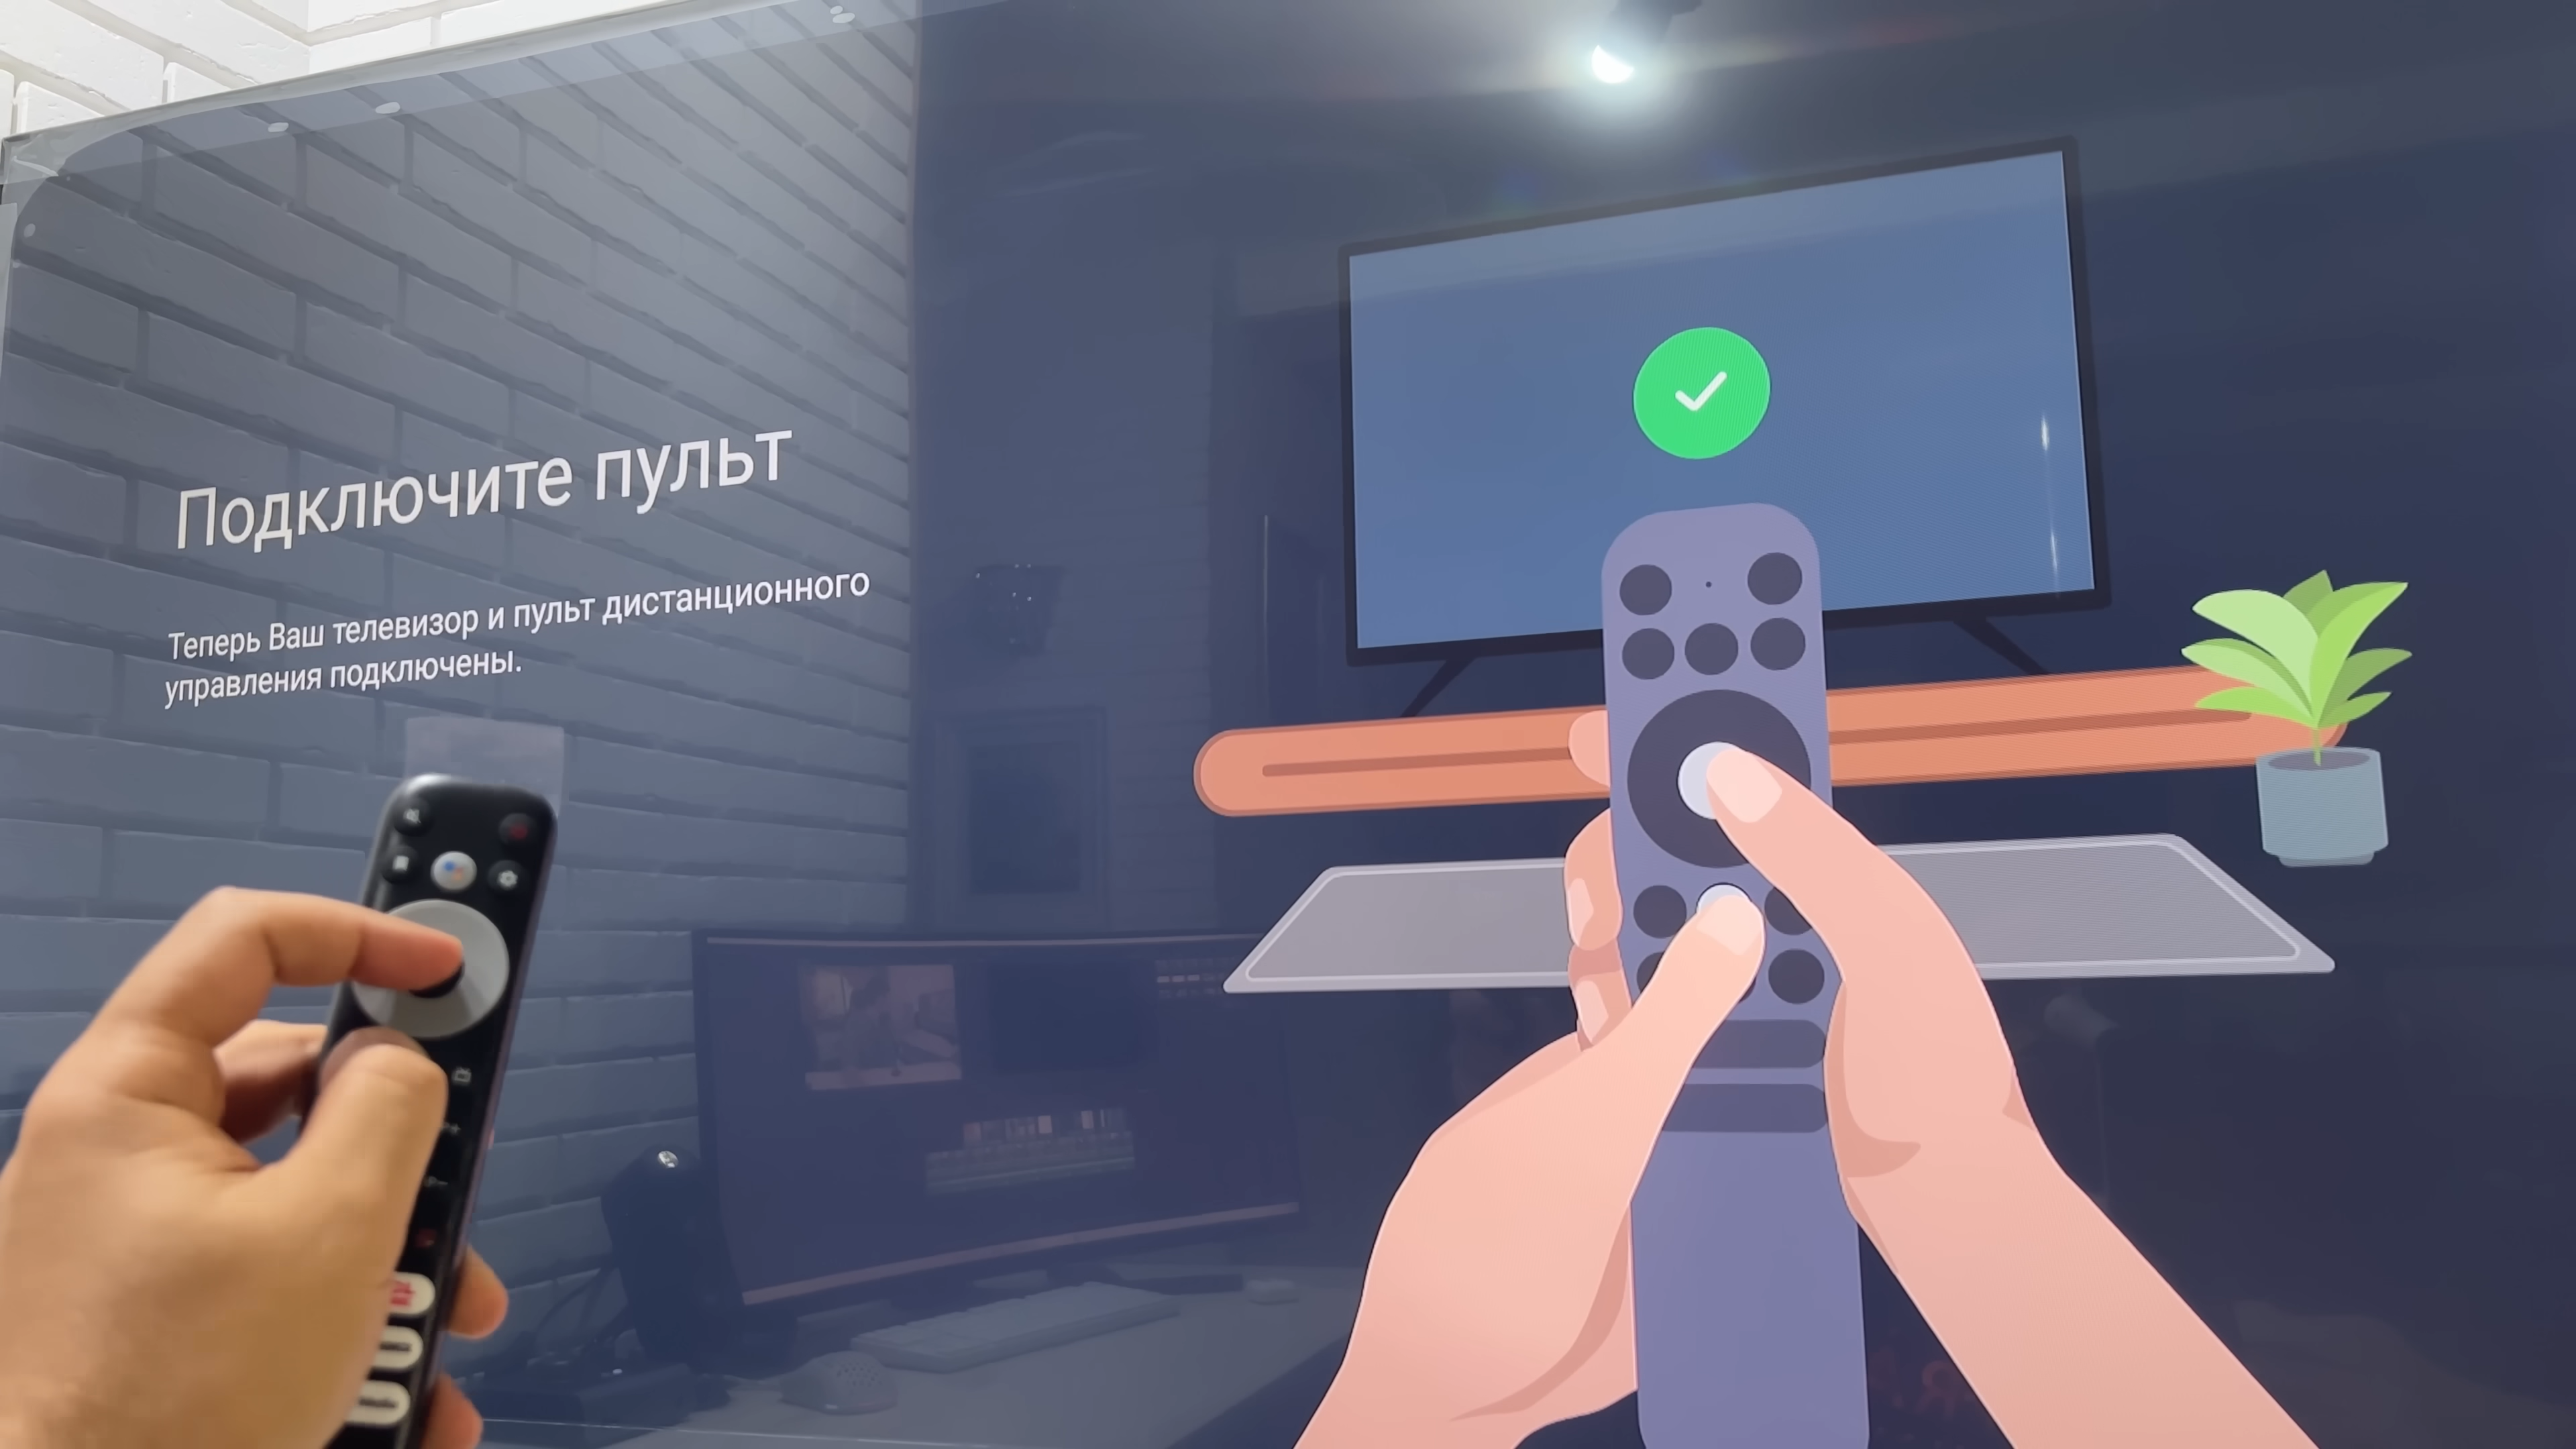 Подключите пульт
Теперь Ваш телевизор и пульт дистанционного
управления подключены.